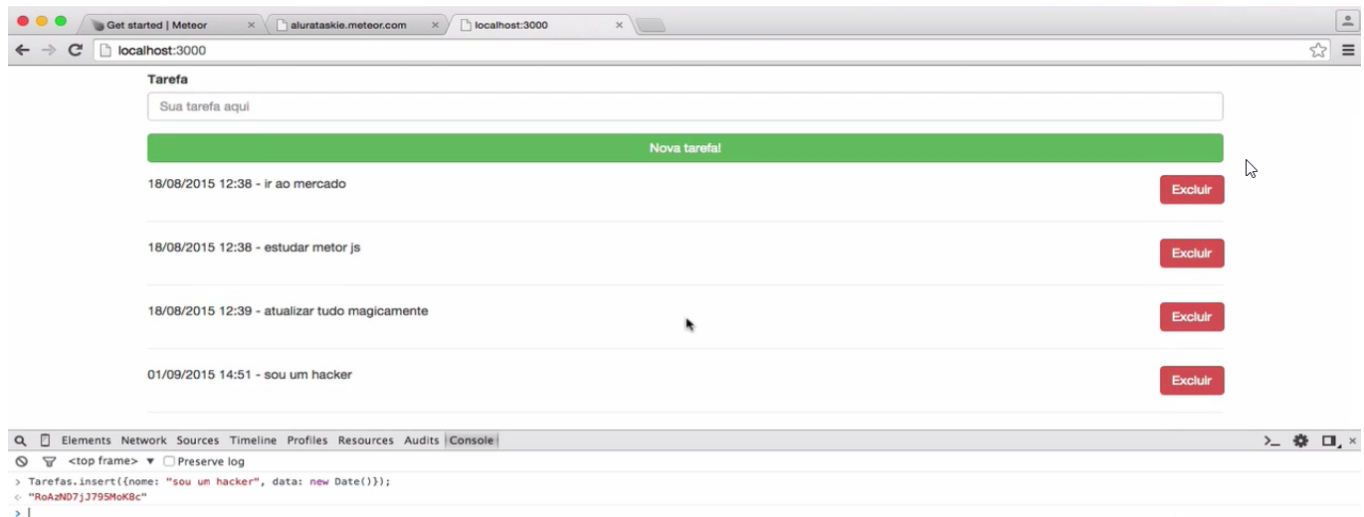 Get started | Meteor
alurataskie.meteor.com
localhost:3000
localhost:3000
Tarefa
Sua tarefa aqui
Nova tarefa!
18/08/2015 12:38 - ir ao mercado
Excluir
18/08/2015 12:38 - estudar metor js
Excluir
18/08/2015 12:39 - atualizar tudo magicamente
Excluir
01/09/2015 14:51 - sou um hacker
Excluir
Elements Network Sources Timeline Profiles Resources Audits Console
<top frame> ▼ Preserve log
> Tarefas.insert({nome: "sou um hacker", data: new Date()});
"RoAzND7jJ795MoK8c"
>